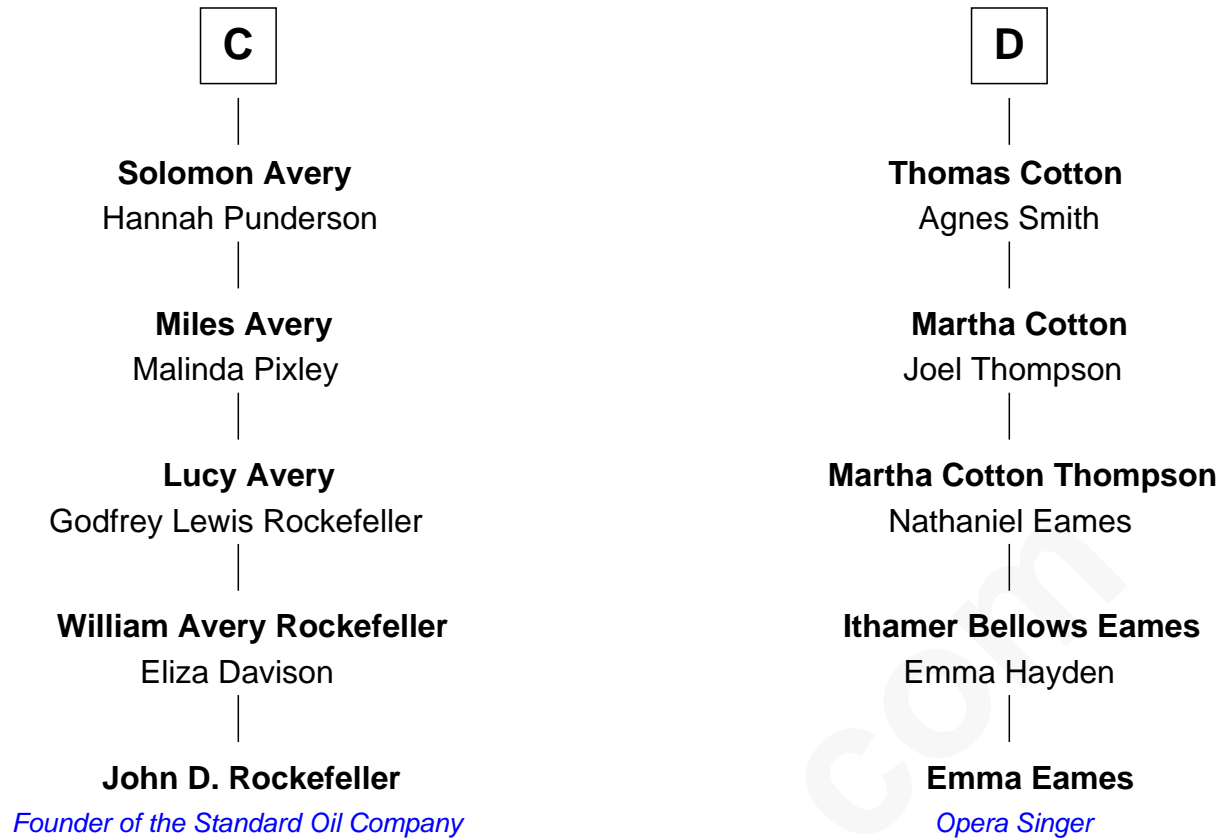 C
Solomon Avery
Hannah Punderson
Miles Avery
Malinda Pixley
Lucy Avery
Godfrey Lewis Rockefeller
William Avery Rockefeller
Eliza Davison
John D. Rockefeller
Founder of the Standard Oil Company
D
Thomas Cotton
Agnes Smith
Martha Cotton
Joel Thompson
Martha Cotton Thompson
Nathaniel Eames
Ithamer Bellows Eames
Emma Hayden
Emma Eames
Opera Singer
com